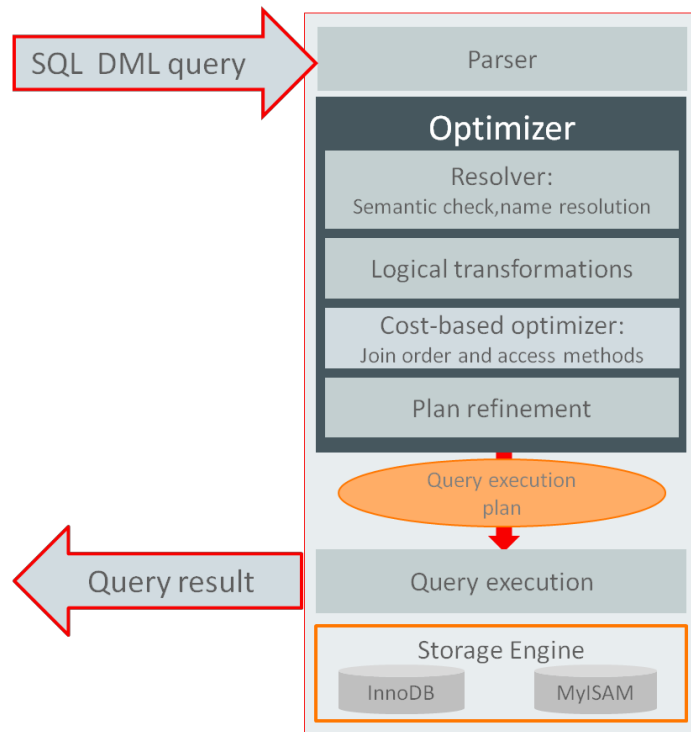 SQL DML query
Parser
Optimizer
Resolver:
Semantic check,name resolution
Logical transformations
Cost-based optimizer:
Join order and access methods
Plan refinement
Query execution
plan
Query result
Query execution
Storage Engine
InnoDB
MyISAM